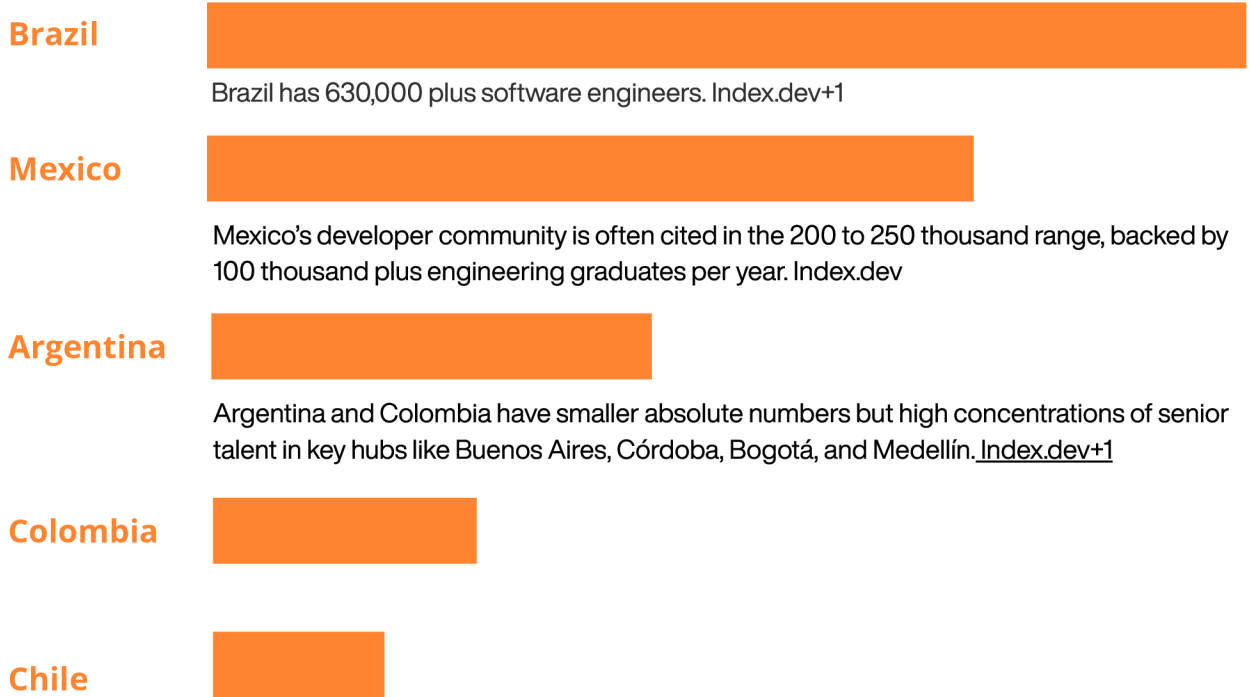 Brazil
Brazil has 630,000 plus software engineers. Index.dev+1
Mexico
Mexico’s developer community is often cited in the 200 to 250 thousand range, backed by
100 thousand plus engineering graduates per year. Index.dev
Argentina
Argentina and Colombia have smaller absolute numbers but high concentrations of senior
talent in key hubs like Buenos Aires, Córdoba, Bogotá, and Medellín. Index.dev+1
Colombia
Chile